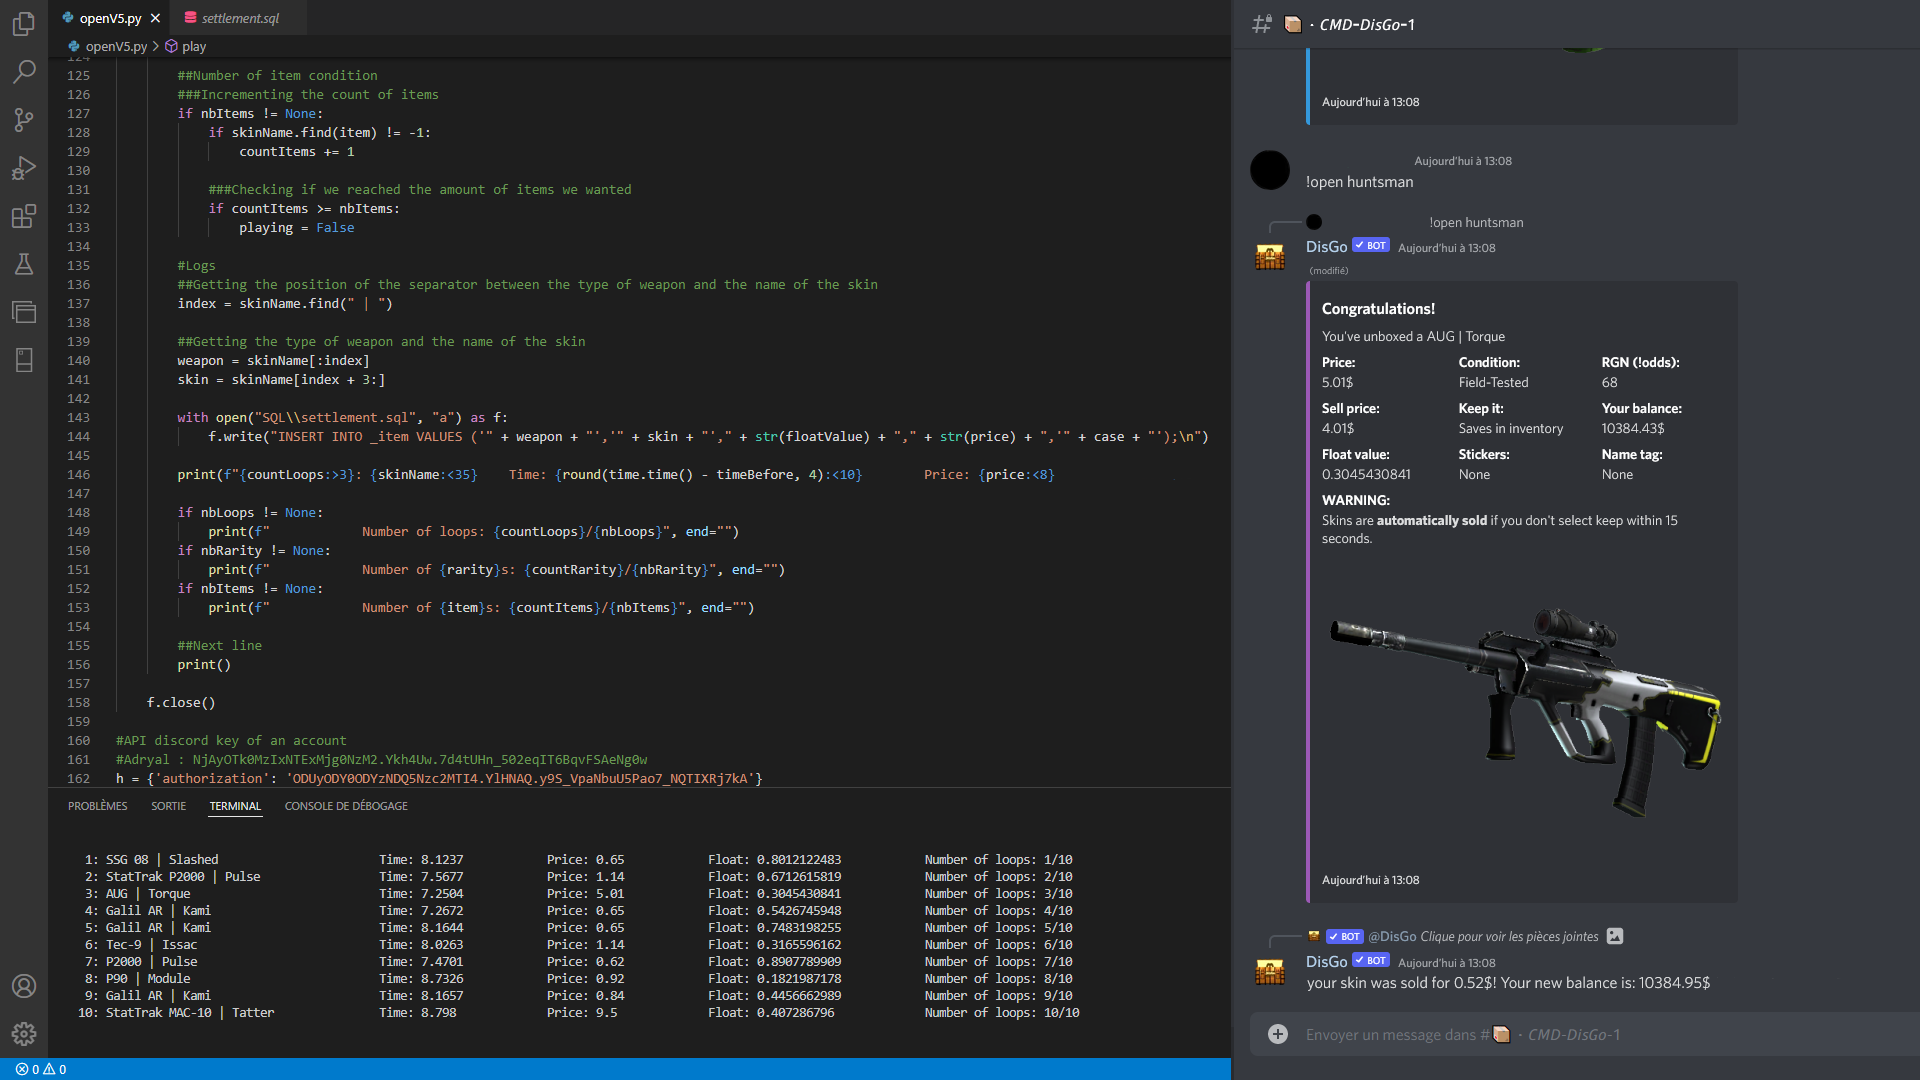 openV5.py
settlement.sql
openV5.py > play
124
125 ##Number of item condition
126 ###Incrementing the count of items
127 if nbItems != None:
128 if skinName.find(item) != -1:
129 countItems += 1
130
131 ###Checking if we reached the amount of items we wanted
132 if countItems >= nbItems:
133 playing = False
134
135 #Logs
136 ##Getting the position of the separator between the type of weapon and the name of the skin
137 index = skinName.find(" | ")
138
139 ##Getting the type of weapon and the name of the skin
140 weapon = skinName[:index]
141 skin = skinName[index + 3:]
142
143 with open("SQL\\settlement.sql", "a") as f:
144 f.write("INSERT INTO _item VALUES ('" + weapon + "','" + skin + "'," + str(floatValue) + "," + str(price) + ",'" + case + "');\n")
145
146 print(f"{countLoops:>3}: {skinName:<35} Time: {round(time.time() - timeBefore, 4):<10} Price: {price:<8}
147
148 if nbLoops != None:
149 print(f" Number of loops: {countLoops}/{nbLoops}", end="")
150 if nbRarity != None:
151 print(f" Number of {rarity}s: {countRarity}/{nbRarity}", end="")
152 if nbItems != None:
153 print(f" Number of {item}s: {countItems}/{nbItems}", end="")
154
155 ##Next line
156 print()
157
158 f.close()
159
160 #API discord key of an account
161 #Adryal :
162 h = {'authorization': ''}
PROBLÈMES SORTIE TERMINAL CONSOLE DE DÉBOGAGE
1: SSG 08 | Slashed Time: 8.1237 Price: 0.65 Float: 0.8012122483 Number of loops: 1/10
2: StatTrak P2000 | Pulse Time: 7.5677 Price: 1.14 Float: 0.6712615819 Number of loops: 2/10
3: AUG | Torque Time: 7.2504 Price: 5.01 Float: 0.3045430841 Number of loops: 3/10
4: Galil AR | Kami Time: 7.2672 Price: 0.65 Float: 0.5426745948 Number of loops: 4/10
5: Galil AR | Kami Time: 8.1644 Price: 0.65 Float: 0.7483198255 Number of loops: 5/10
6: Tec-9 | Issac Time: 8.0263 Price: 1.14 Float: 0.3165596162 Number of loops: 6/10
7: P2000 | Pulse Time: 7.4701 Price: 0.62 Float: 0.8907789909 Number of loops: 7/10
8: P90 | Module Time: 8.7326 Price: 0.92 Float: 0.1821987178 Number of loops: 8/10
9: Galil AR | Kami Time: 8.1657 Price: 0.84 Float: 0.4456662989 Number of loops: 9/10
10: StatTrak MAC-10 | Tatter Time: 8.798 Price: 9.5 Float: 0.407286796 Number of loops: 10/10
0 0
· CMD-DisGo-1
Aujourd'hui à 13:08
Aujourd'hui à 13:08
!open huntsman
!open huntsman
DisGo BOT Aujourd'hui à 13:08
(modifié)
Congratulations!
You've unboxed a AUG | Torque
Price: Condition: RGN (!odds):
5.01$ Field-Tested 68
Sell price: Keep it: Your balance:
4.01$ Saves in inventory 10384.43$
Float value: Stickers: Name tag:
0.3045430841 None None
WARNING:
Skins are automatically sold if you don't select keep within 15
seconds.
Aujourd'hui à 13:08
BOT @DisGo Clique pour voir les pièces jointes
DisGo BOT Aujourd'hui à 13:08
your skin was sold for 0.52$! Your new balance is: 10384.95$
Envoyer un message dans # · CMD-DisGo-1